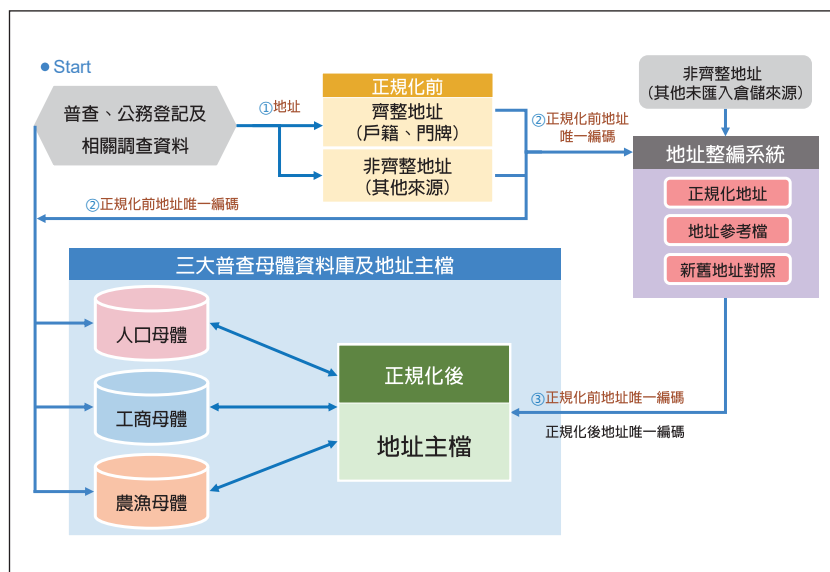 Start
普查、公務登記及
相關調查資料
①地址
正規化前
齊整地址
(戶籍、門牌)
非齊整地址
(其他來源)
②正規化前地址
唯一編碼
非齊整地址
(其他未匯入倉儲來源)
地址整編系統
正規化地址
地址參考檔
新舊地址對照
②正規化前地址唯一編碼
三大普查母體資料庫及地址主檔
人口母體
工商母體
農漁母體
正規化後
地址主檔
③正規化前地址唯一編碼
正規化後地址唯一編碼